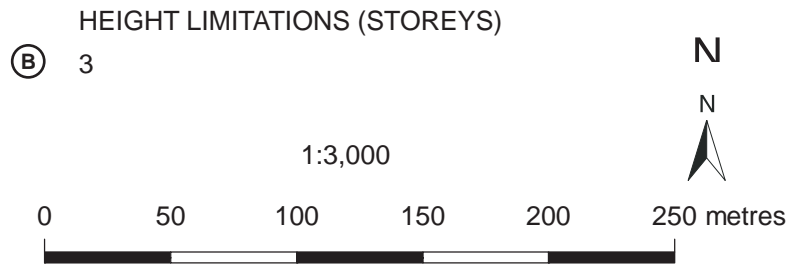 HEIGHT LIMITATIONS (STOREYS)
B 3
N
N
1:3,000
0 50 100 150 200 250 metres